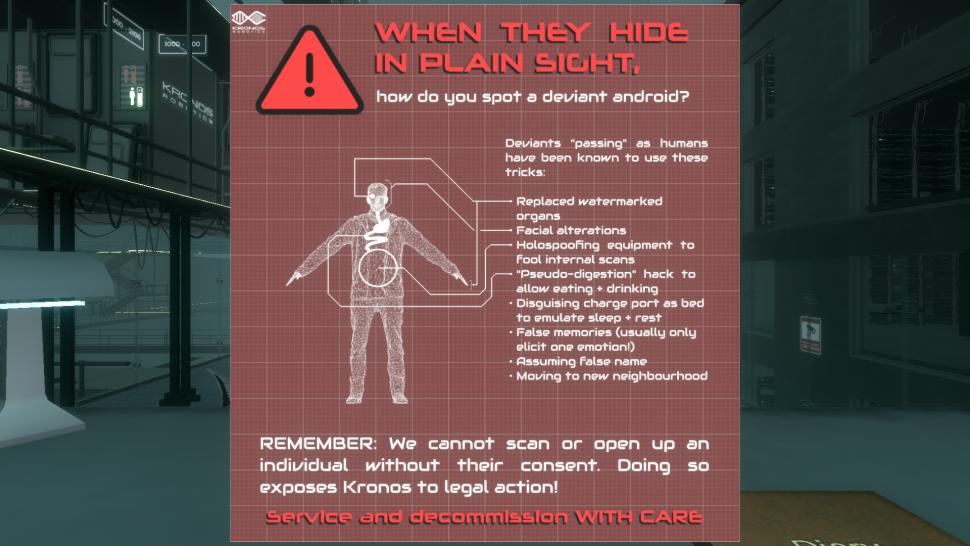 KRONOS
ROBOTICS
WHEN THEY HIDE
IN PLAIN SIGHT,
how do you spot a deviant android?
Deviants "passing" as humans
have been known to use these
tricks:
• Replaced watermarked
organs
• Facial alterations
• Holospoofing equipment to
fool internal scans
• "Pseudo-digestion" hack to
allow eating + drinking
• Disguising charge port as bed
to emulate sleep + rest
• False memories (usually only
elicit one emotion!)
• Assuming false name
• Moving to new neighbourhood
REMEMBER: We cannot scan or open up an
individual without their consent. Doing so
exposes Kronos to legal action!
Service and decommission WITH CARE
KRONOS
ROBOTICS
Diary